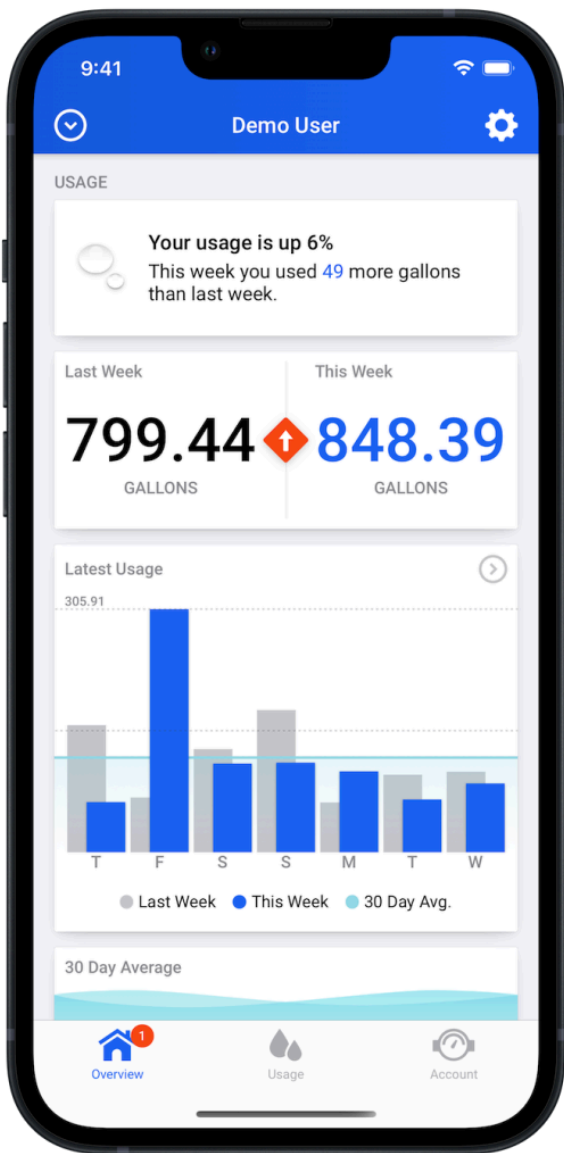 9:41
Demo User
USAGE
Your usage is up 6%
This week you used 49 more gallons
than last week.
Last Week
This Week
799.44
848.39
GALLONS
GALLONS
Latest Usage
305.91
T F S S M T W
Last Week This Week 30 Day Avg.
30 Day Average
1
Overview Usage Account